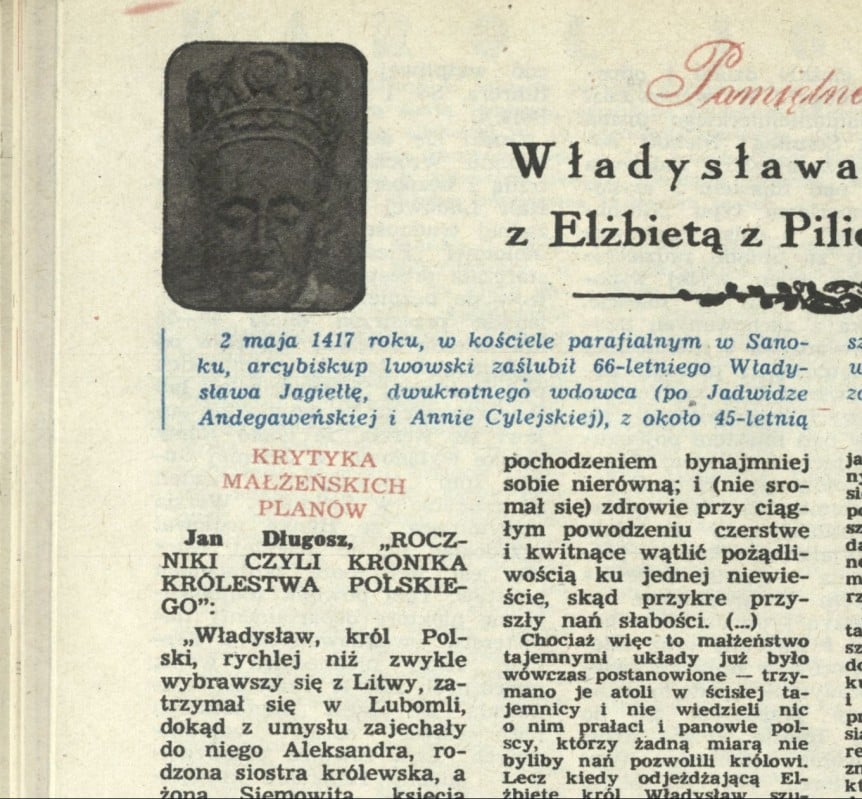 Pamiętne
Władysława
z Elżbietą z Pilic
2 maja 1417 roku, w kościele parafialnym w Sano-
ku, arcybiskup lwowski zaślubił 66-letniego Włady-
sława Jagiełłę, dwukrotnego wdowca (po Jadwidze
Andegaweńskiej i Annie Cylejskiej), z około 45-letnią
KRYTYKA
MAŁŻEŃSKICH
PLANÓW
Jan Długosz, „ROCZ-
NIKI CZYLI KRONIKA
KRÓLESTWA POLSKIE-
GO”:
„Władysław, król Pol-
ski, rychlej niż zwykle
wybrawszy się z Litwy, za-
trzymał się w Lubomli,
dokąd z umysłu zajechały
do niego Aleksandra, ro-
dzona siostra królewska, a
żona Siemowita księcia
pochodzeniem bynajmniej
sobie nierówną; i (nie sro-
mał się) zdrowie przy ciąg-
łym powodzeniu czerstwe
i kwitnące wątlić pożądli-
wością ku jednej niewie-
ście, skąd przykre przy-
szły nań słabości. (...)
Chociaż więc to małżeństwo
tajemnymi układy już było
wówczas postanowione — trzy-
mano je atoli w ścisłej ta-
jemnicy i nie wiedzieli nic
o nim prałaci i panowie pol-
scy, którzy żadną miarą nie
byliby nań pozwolili królowi.
Lecz kiedy odjeżdżającą El-
żbietę król Władysław szu-